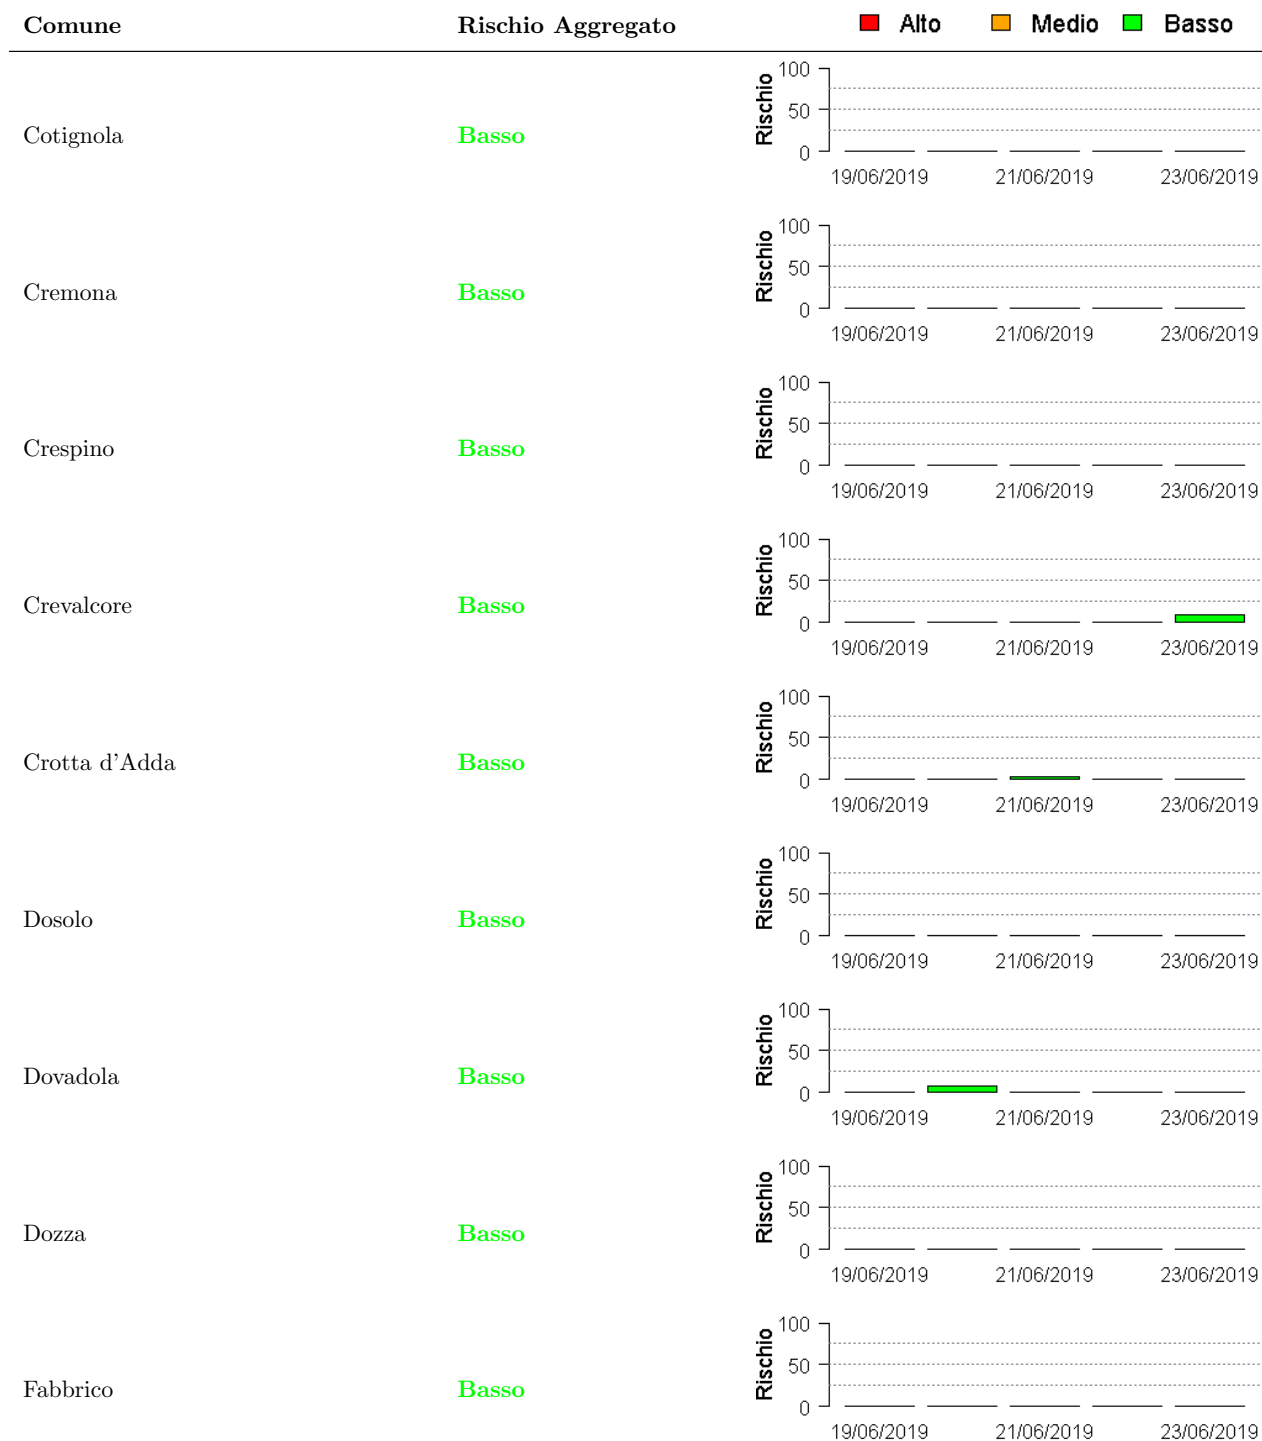 Comune Rischio Aggregato Alto Medio Basso
Cotignola Basso Rischio 100 50 0
19/06/2019 21/06/2019 23/06/2019
Cremona Basso Rischio 100 50 0
19/06/2019 21/06/2019 23/06/2019
Crespino Basso Rischio 100 50 0
19/06/2019 21/06/2019 23/06/2019
Crevalcore Basso Rischio 100 50 0
19/06/2019 21/06/2019 23/06/2019
Crotta d'Adda Basso Rischio 100 50 0
19/06/2019 21/06/2019 23/06/2019
Dosolo Basso Rischio 100 50 0
19/06/2019 21/06/2019 23/06/2019
Dovadola Basso Rischio 100 50 0
19/06/2019 21/06/2019 23/06/2019
Dozza Basso Rischio 100 50 0
19/06/2019 21/06/2019 23/06/2019
Fabbrico Basso Rischio 100 50 0
19/06/2019 21/06/2019 23/06/2019